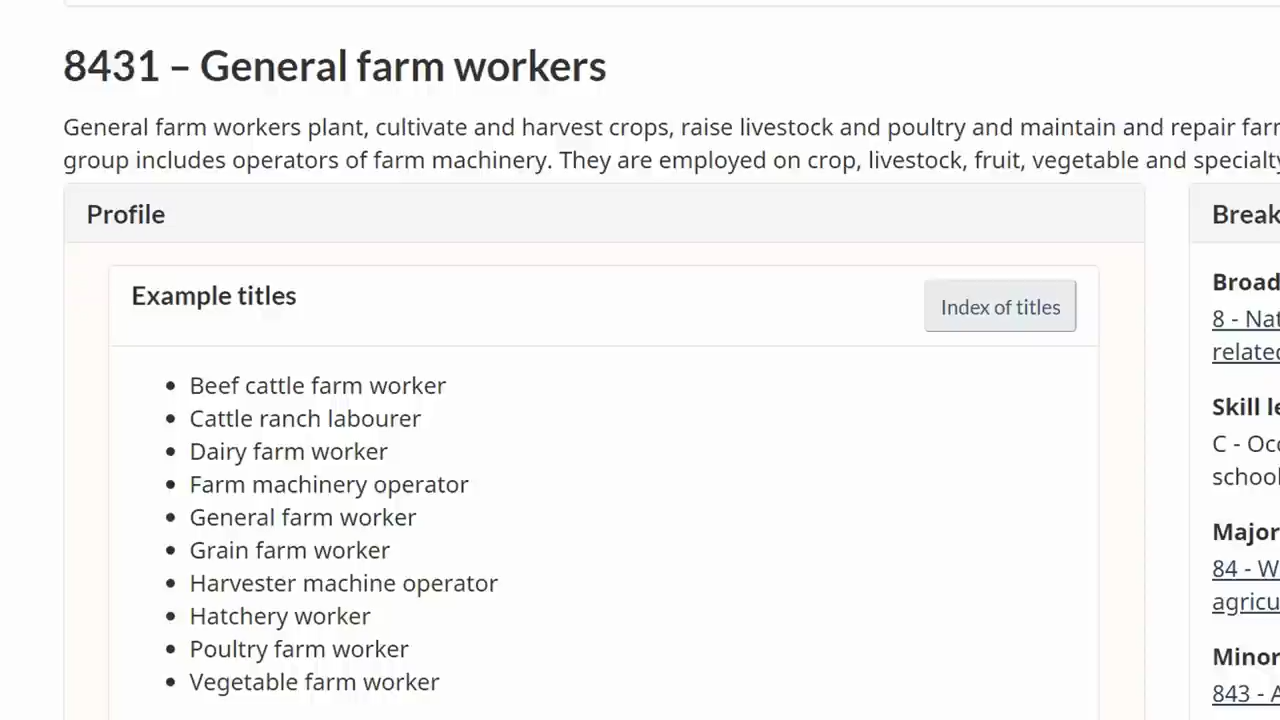 8431 – General farm workers
General farm workers plant, cultivate and harvest crops, raise livestock and poultry and maintain and repair
group includes operators of farm machinery. They are employed on crop, livestock, fruit, vegetable and
Profile
Example titles
Index of titles
Beef cattle farm worker
Cattle ranch labourer
Dairy farm worker
Farm machinery operator
General farm worker
Grain farm worker
Harvester machine operator
Hatchery worker
Poultry farm worker
Vegetable farm worker
Break
Broad
8 - Nat
related
Skill le
C - Occ
school
Major
84 - W
agricu
Minor
843 - A